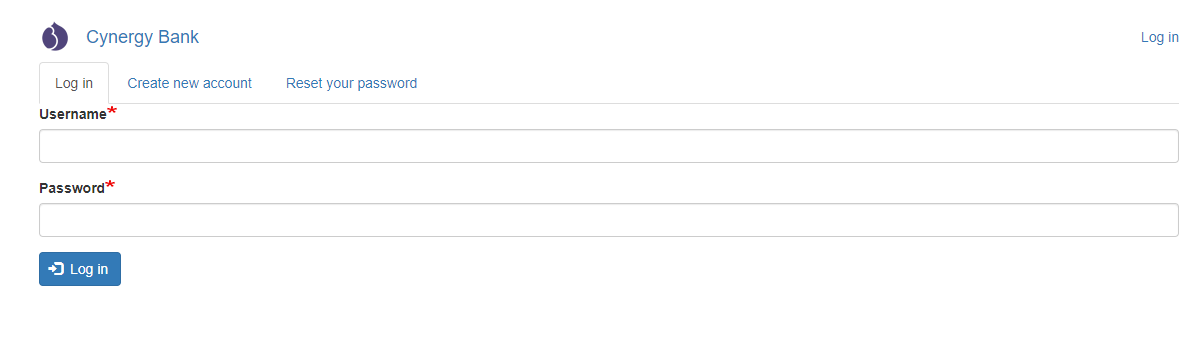 Cynergy Bank Log in
Log in Create new account Reset your password
Username*
Password*
Log in